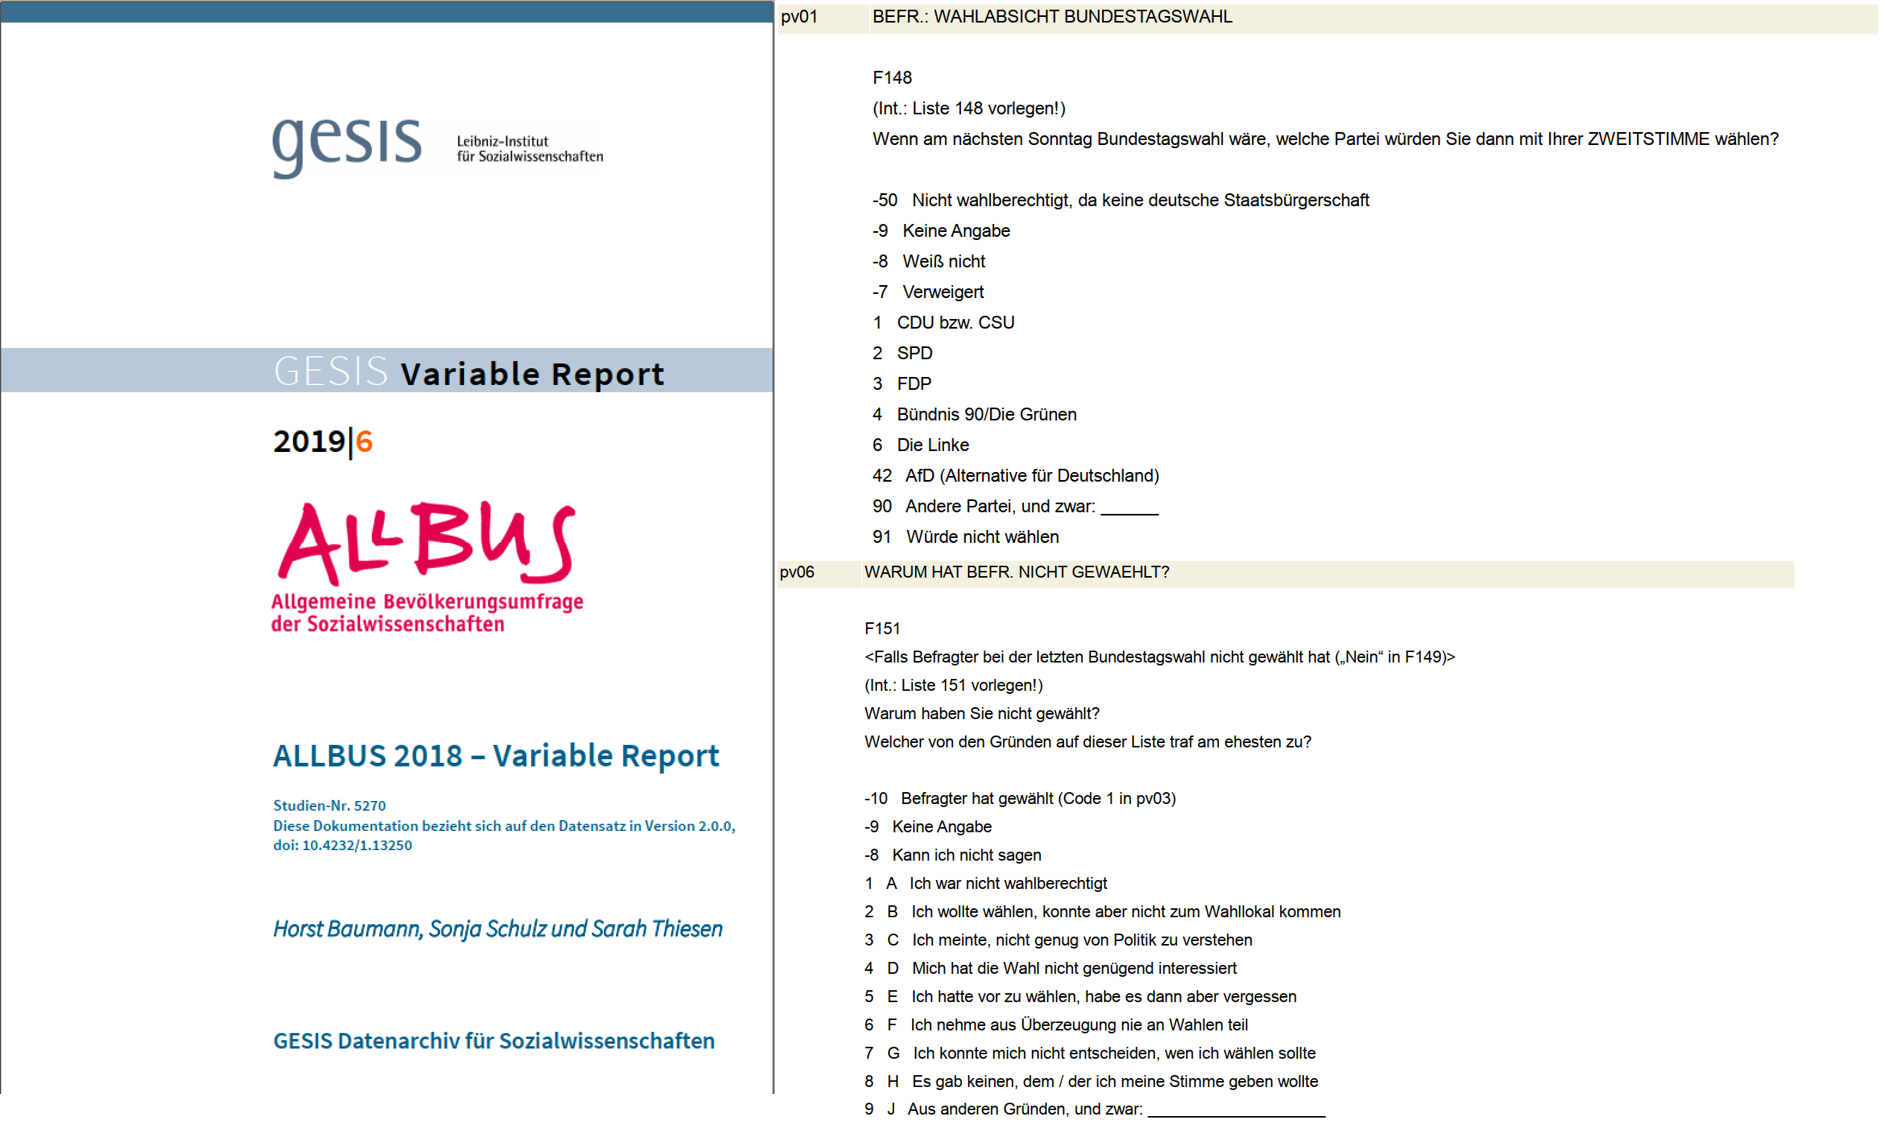 gesis
Leibniz-Institut
für Sozialwissenschaften
GESIS Variable Report
2019|6
ALLBUS
Allgemeine Bevölkerungsumfrage
der Sozialwissenschaften
ALLBUS 2018 – Variable Report
Studien-Nr. 5270
Diese Dokumentation bezieht sich auf den Datensatz in Version 2.0.0,
doi: 10.4232/1.13250
Horst Baumann, Sonja Schulz und Sarah Thiesen
GESIS Datenarchiv für Sozialwissenschaften
pv01 BEFR.: WAHLABSICHT BUNDESTAGSWAHL
F148
(Int.: Liste 148 vorlegen!)
Wenn am nächsten Sonntag Bundestagswahl wäre, welche Partei würden Sie dann mit Ihrer ZWEITSTIMME wählen?
-50 Nicht wahlberechtigt, da keine deutsche Staatsbürgerschaft
-9 Keine Angabe
-8 Weiß nicht
-7 Verweigert
1 CDU bzw. CSU
2 SPD
3 FDP
4 Bündnis 90/Die Grünen
6 Die Linke
42 AfD (Alternative für Deutschland)
90 Andere Partei, und zwar: ______
91 Würde nicht wählen
pv06 WARUM HAT BEFR. NICHT GEWAEHLT?
F151
<Falls Befragter bei der letzten Bundestagswahl nicht gewählt hat („Nein“ in F149)>
(Int.: Liste 151 vorlegen!)
Warum haben Sie nicht gewählt?
Welcher von den Gründen auf dieser Liste traf am ehesten zu?
-10 Befragter hat gewählt (Code 1 in pv03)
-9 Keine Angabe
-8 Kann ich nicht sagen
1 A Ich war nicht wahlberechtigt
2 B Ich wollte wählen, konnte aber nicht zum Wahllokal kommen
3 C Ich meinte, nicht genug von Politik zu verstehen
4 D Mich hat die Wahl nicht genügend interessiert
5 E Ich hatte vor zu wählen, habe es dann aber vergessen
6 F Ich nehme aus Überzeugung nie an Wahlen teil
7 G Ich konnte mich nicht entscheiden, wen ich wählen sollte
8 H Es gab keinen, dem / der ich meine Stimme geben wollte
9 J Aus anderen Gründen, und zwar: ____________________